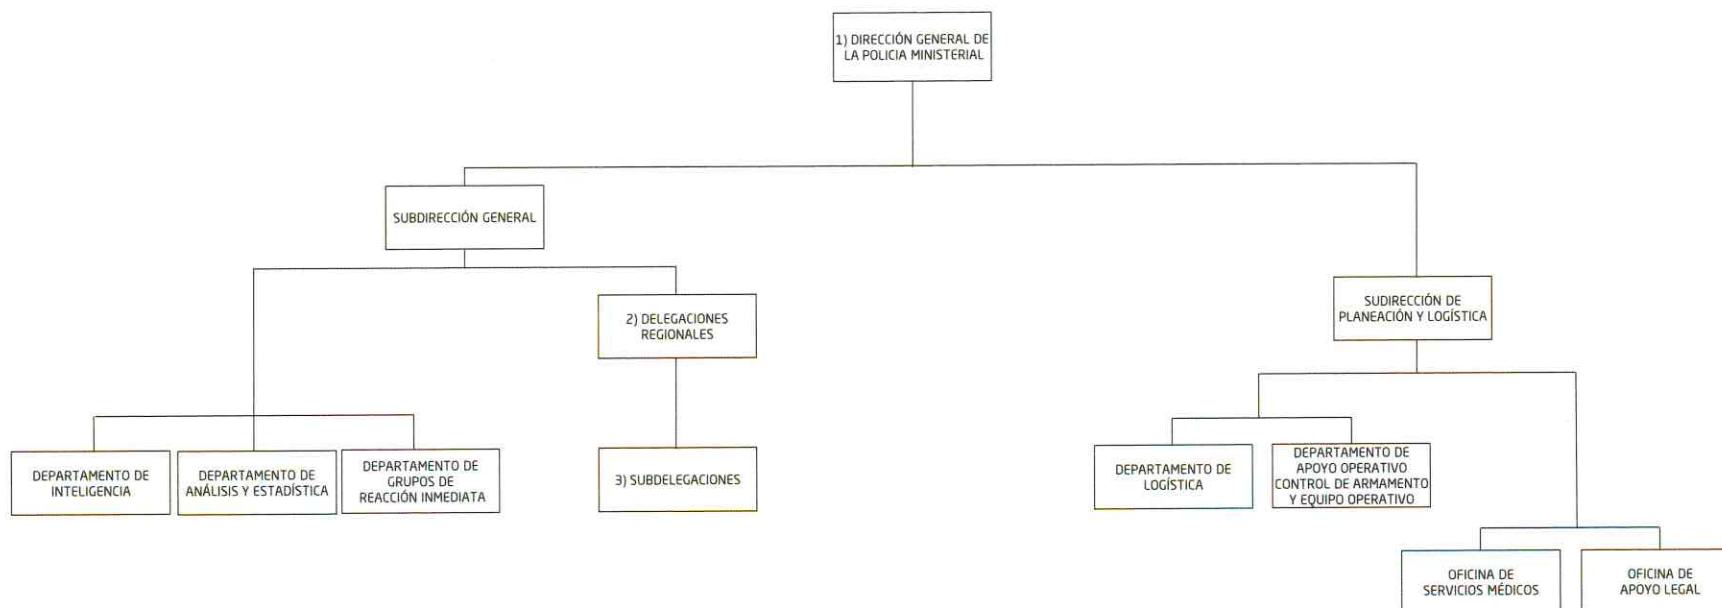 1) DIRECCIÓN GENERAL DE
LA POLICIA MINISTERIAL
SUBDIRECCIÓN GENERAL
2) DELEGACIONES
REGIONALES
SUDIRECCIÓN DE
PLANEACIÓN Y LOGÍSTICA
DEPARTAMENTO DE
INTELIGENCIA
DEPARTAMENTO DE
ANÁLISIS Y ESTADÍSTICA
DEPARTAMENTO DE
GRUPOS DE
REACCIÓN INMEDIATA
3) SUBDELEGACIONES
DEPARTAMENTO DE
LOGÍSTICA
DEPARTAMENTO DE
APOYO OPERATIVO
CONTROL DE ARMAMENTO
Y EQUIPO OPERATIVO
OFICINA DE
SERVICIOS MÉDICOS
OFICINA DE
APOYO LEGAL